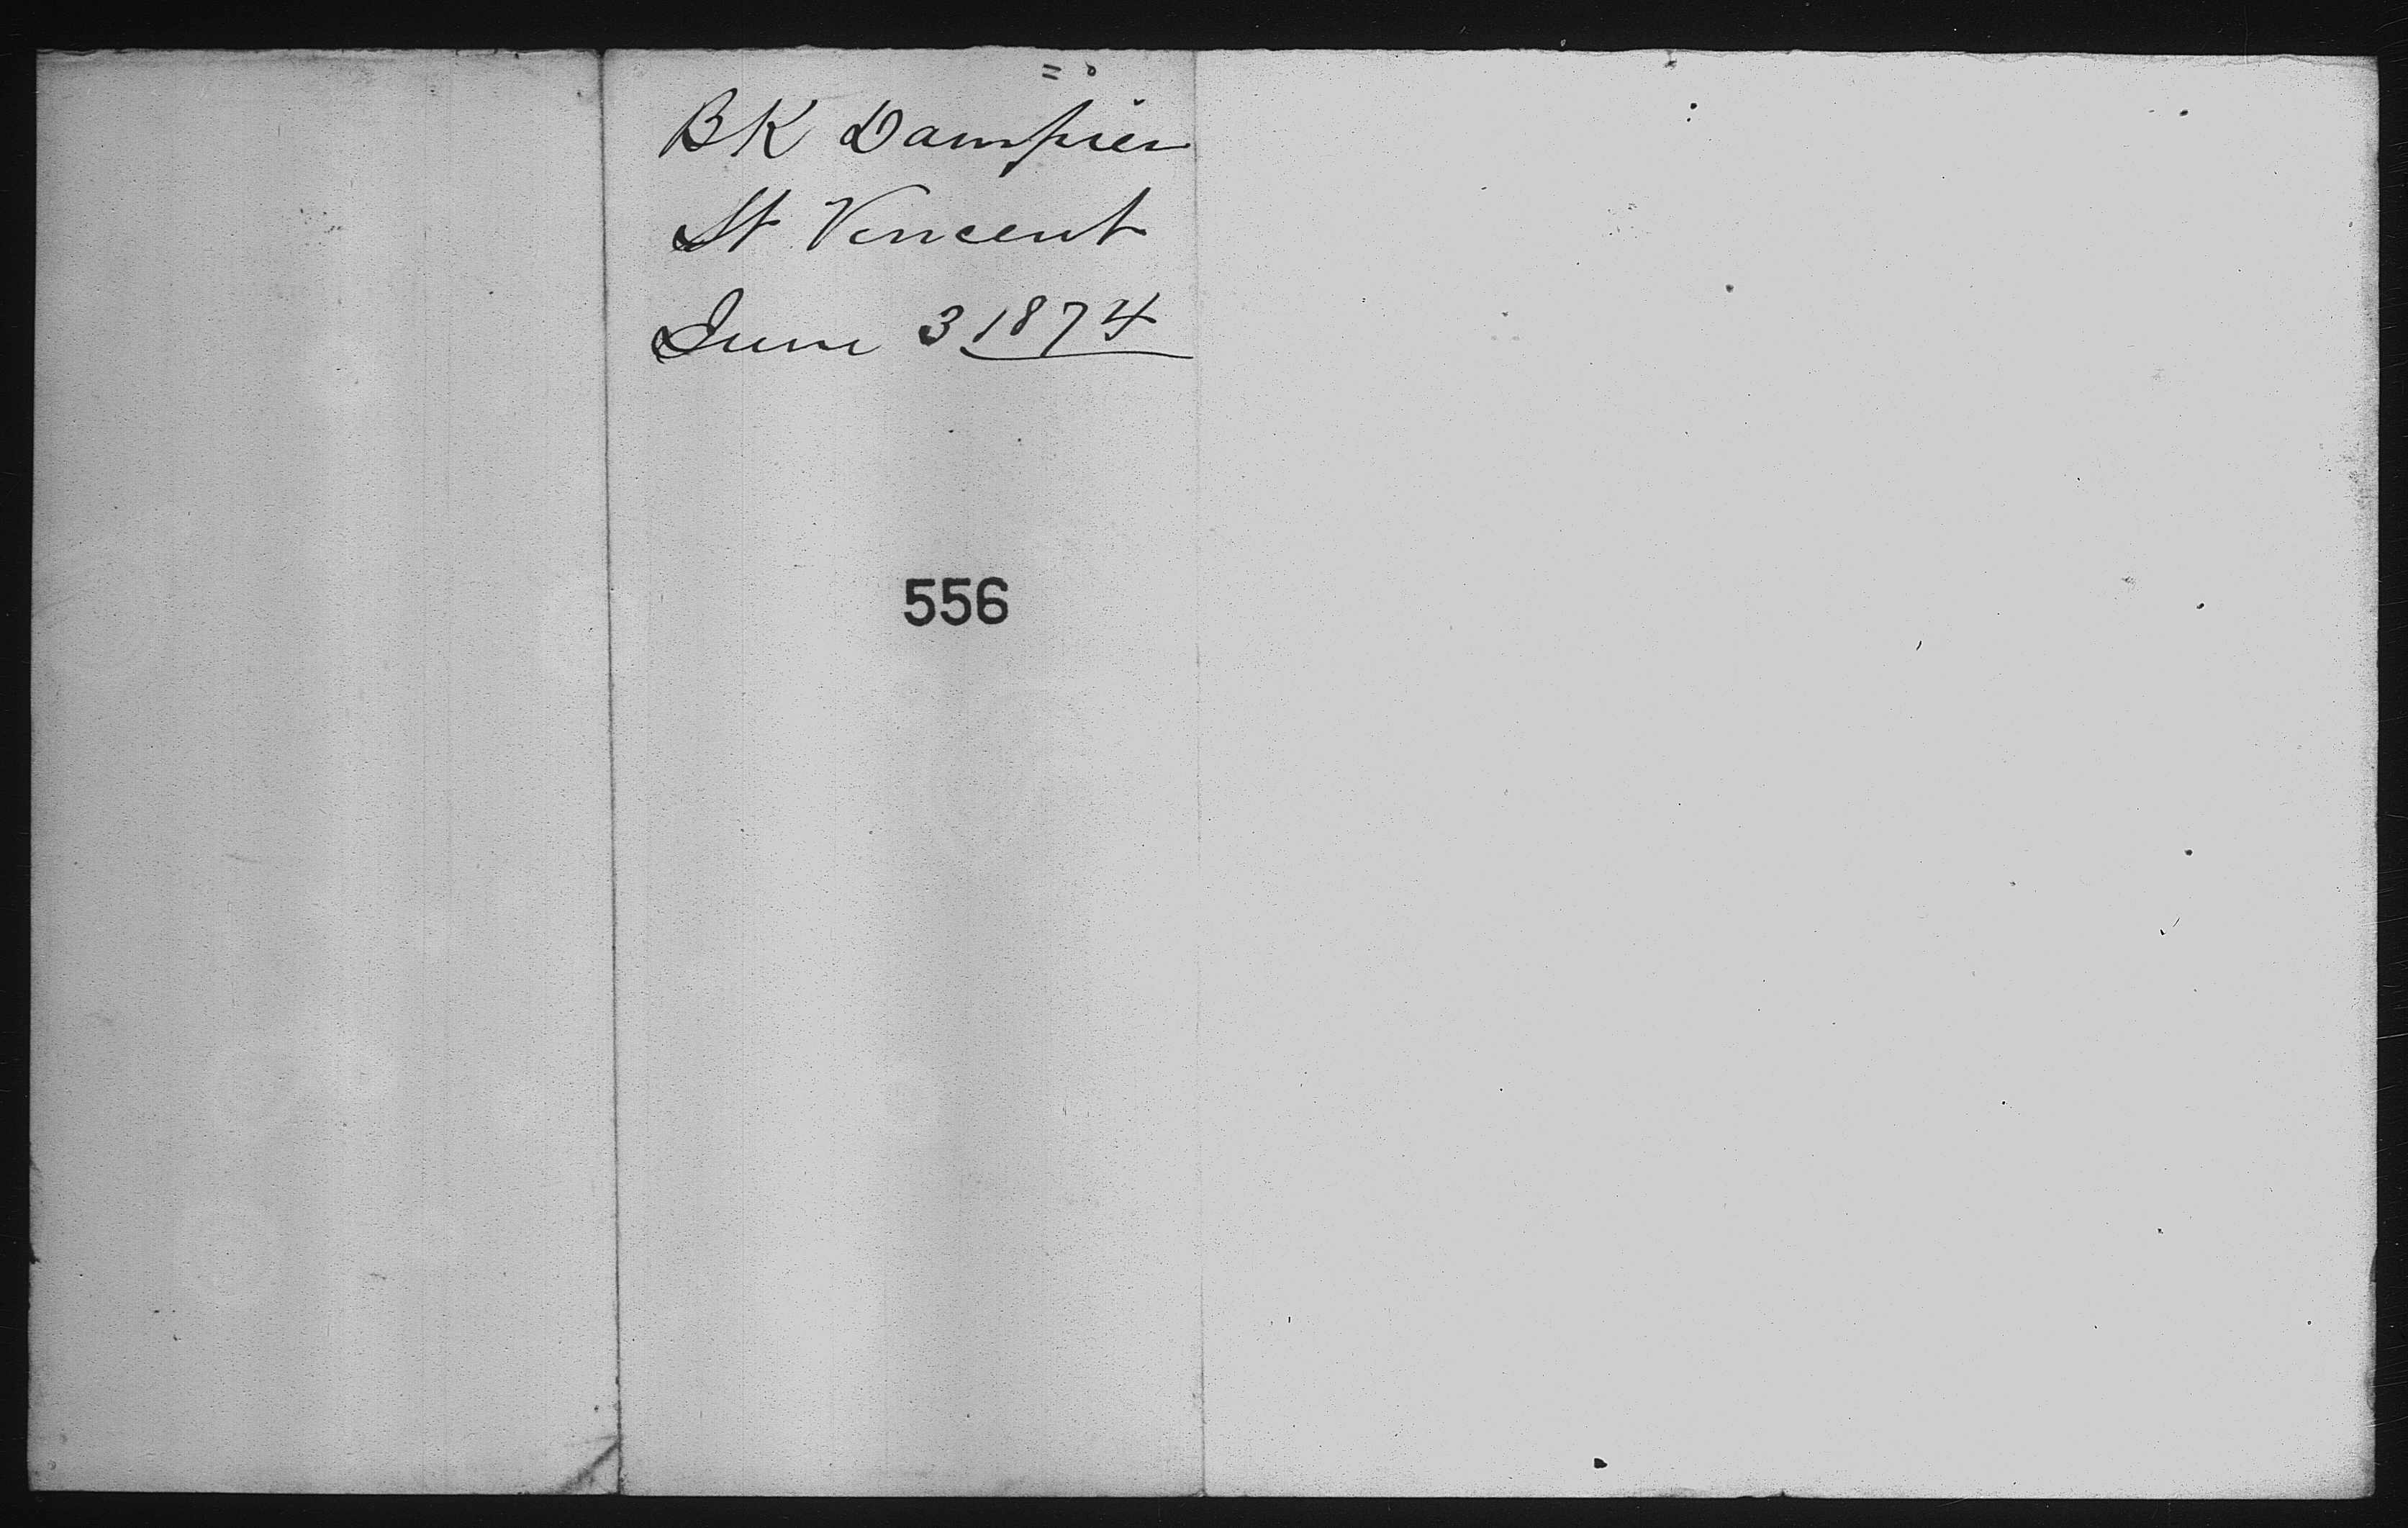 BK Dampier
St Vincent
June 3 1874
556